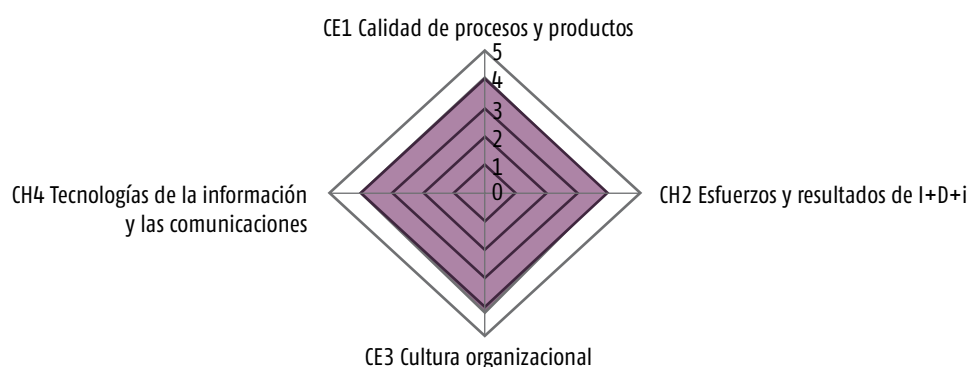 CE1 Calidad de procesos y productos
5
4
3
2
1
0
CH4 Tecnologías de la información
y las comunicaciones
CH2 Esfuerzos y resultados de I+D+i
CE3 Cultura organizacional